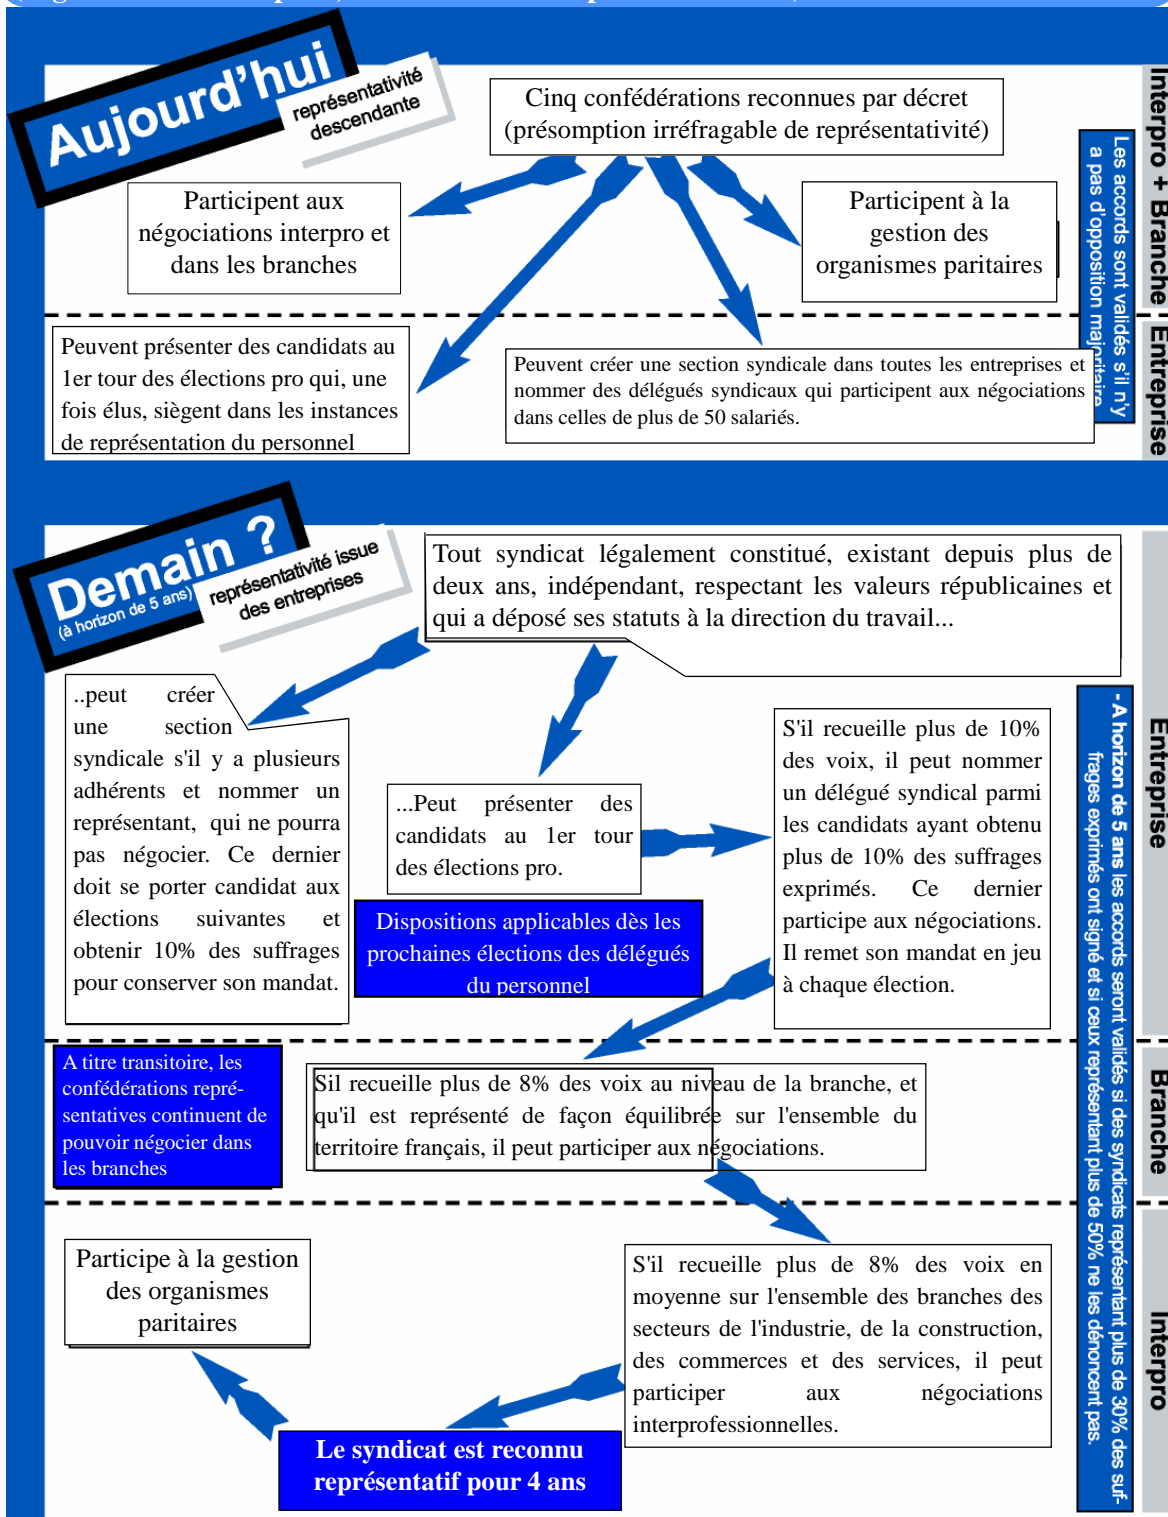 Aujourd'hui
représentativité
descendante
Cinq confédérations reconnues par décret
(présomption irréfragable de représentativité)
Participent aux
négociations interpro et
dans les branches
Participent à la
gestion des
organismes paritaires
Interpro + Branche
Les accords sont validés s'il n'y
a pas d'opposition majoritaire
Peuvent présenter des candidats au
1er tour des élections pro qui, une
fois élus, siègent dans les instances
de représentation du personnel
Peuvent créer une section syndicale dans toutes les entreprises et
nommer des délégués syndicaux qui participent aux négociations
dans celles de plus de 50 salariés.
Entreprise
Demain ?
(à horizon de 5 ans)
représentativité issue
des entreprises
Tout syndicat légalement constitué, existant depuis plus de
deux ans, indépendant, respectant les valeurs républicaines et
qui a déposé ses statuts à la direction du travail...
..peut créer
une section
syndicale s'il y a plusieurs
adhérents et nommer un
représentant, qui ne pourra
pas négocier. Ce dernier
doit se porter candidat aux
élections suivantes et
obtenir 10% des suffrages
pour conserver son mandat.
...Peut présenter des
candidats au 1er tour
des élections pro.
Dispositions applicables dès les
prochaines élections des délégués
du personnel
S'il recueille plus de 10%
des voix, il peut nommer
un délégué syndical parmi
les candidats ayant obtenu
plus de 10% des suffrages
exprimés. Ce dernier
participe aux négociations.
Il remet son mandat en jeu
à chaque élection.
Entreprise
- A horizon de 5 ans les accords seront validés si des syndicats représentant plus de 30% des suf-
frages exprimés ont signé et si ceux représentant plus de 50% ne les dénoncent pas.
A titre transitoire, les
confédérations repré-
sentatives continuent de
pouvoir négocier dans
les branches
Sil recueille plus de 8% des voix au niveau de la branche, et
qu'il est représenté de façon équilibrée sur l'ensemble du
territoire français, il peut participer aux négociations.
Branche
Participe à la gestion
des organismes
paritaires
S'il recueille plus de 8% des voix en
moyenne sur l'ensemble des branches des
secteurs de l'industrie, de la construction,
des commerces et des services, il peut
participer aux négociations
interprofessionnelles.
Le syndicat est reconnu
représentatif pour 4 ans
Interpro